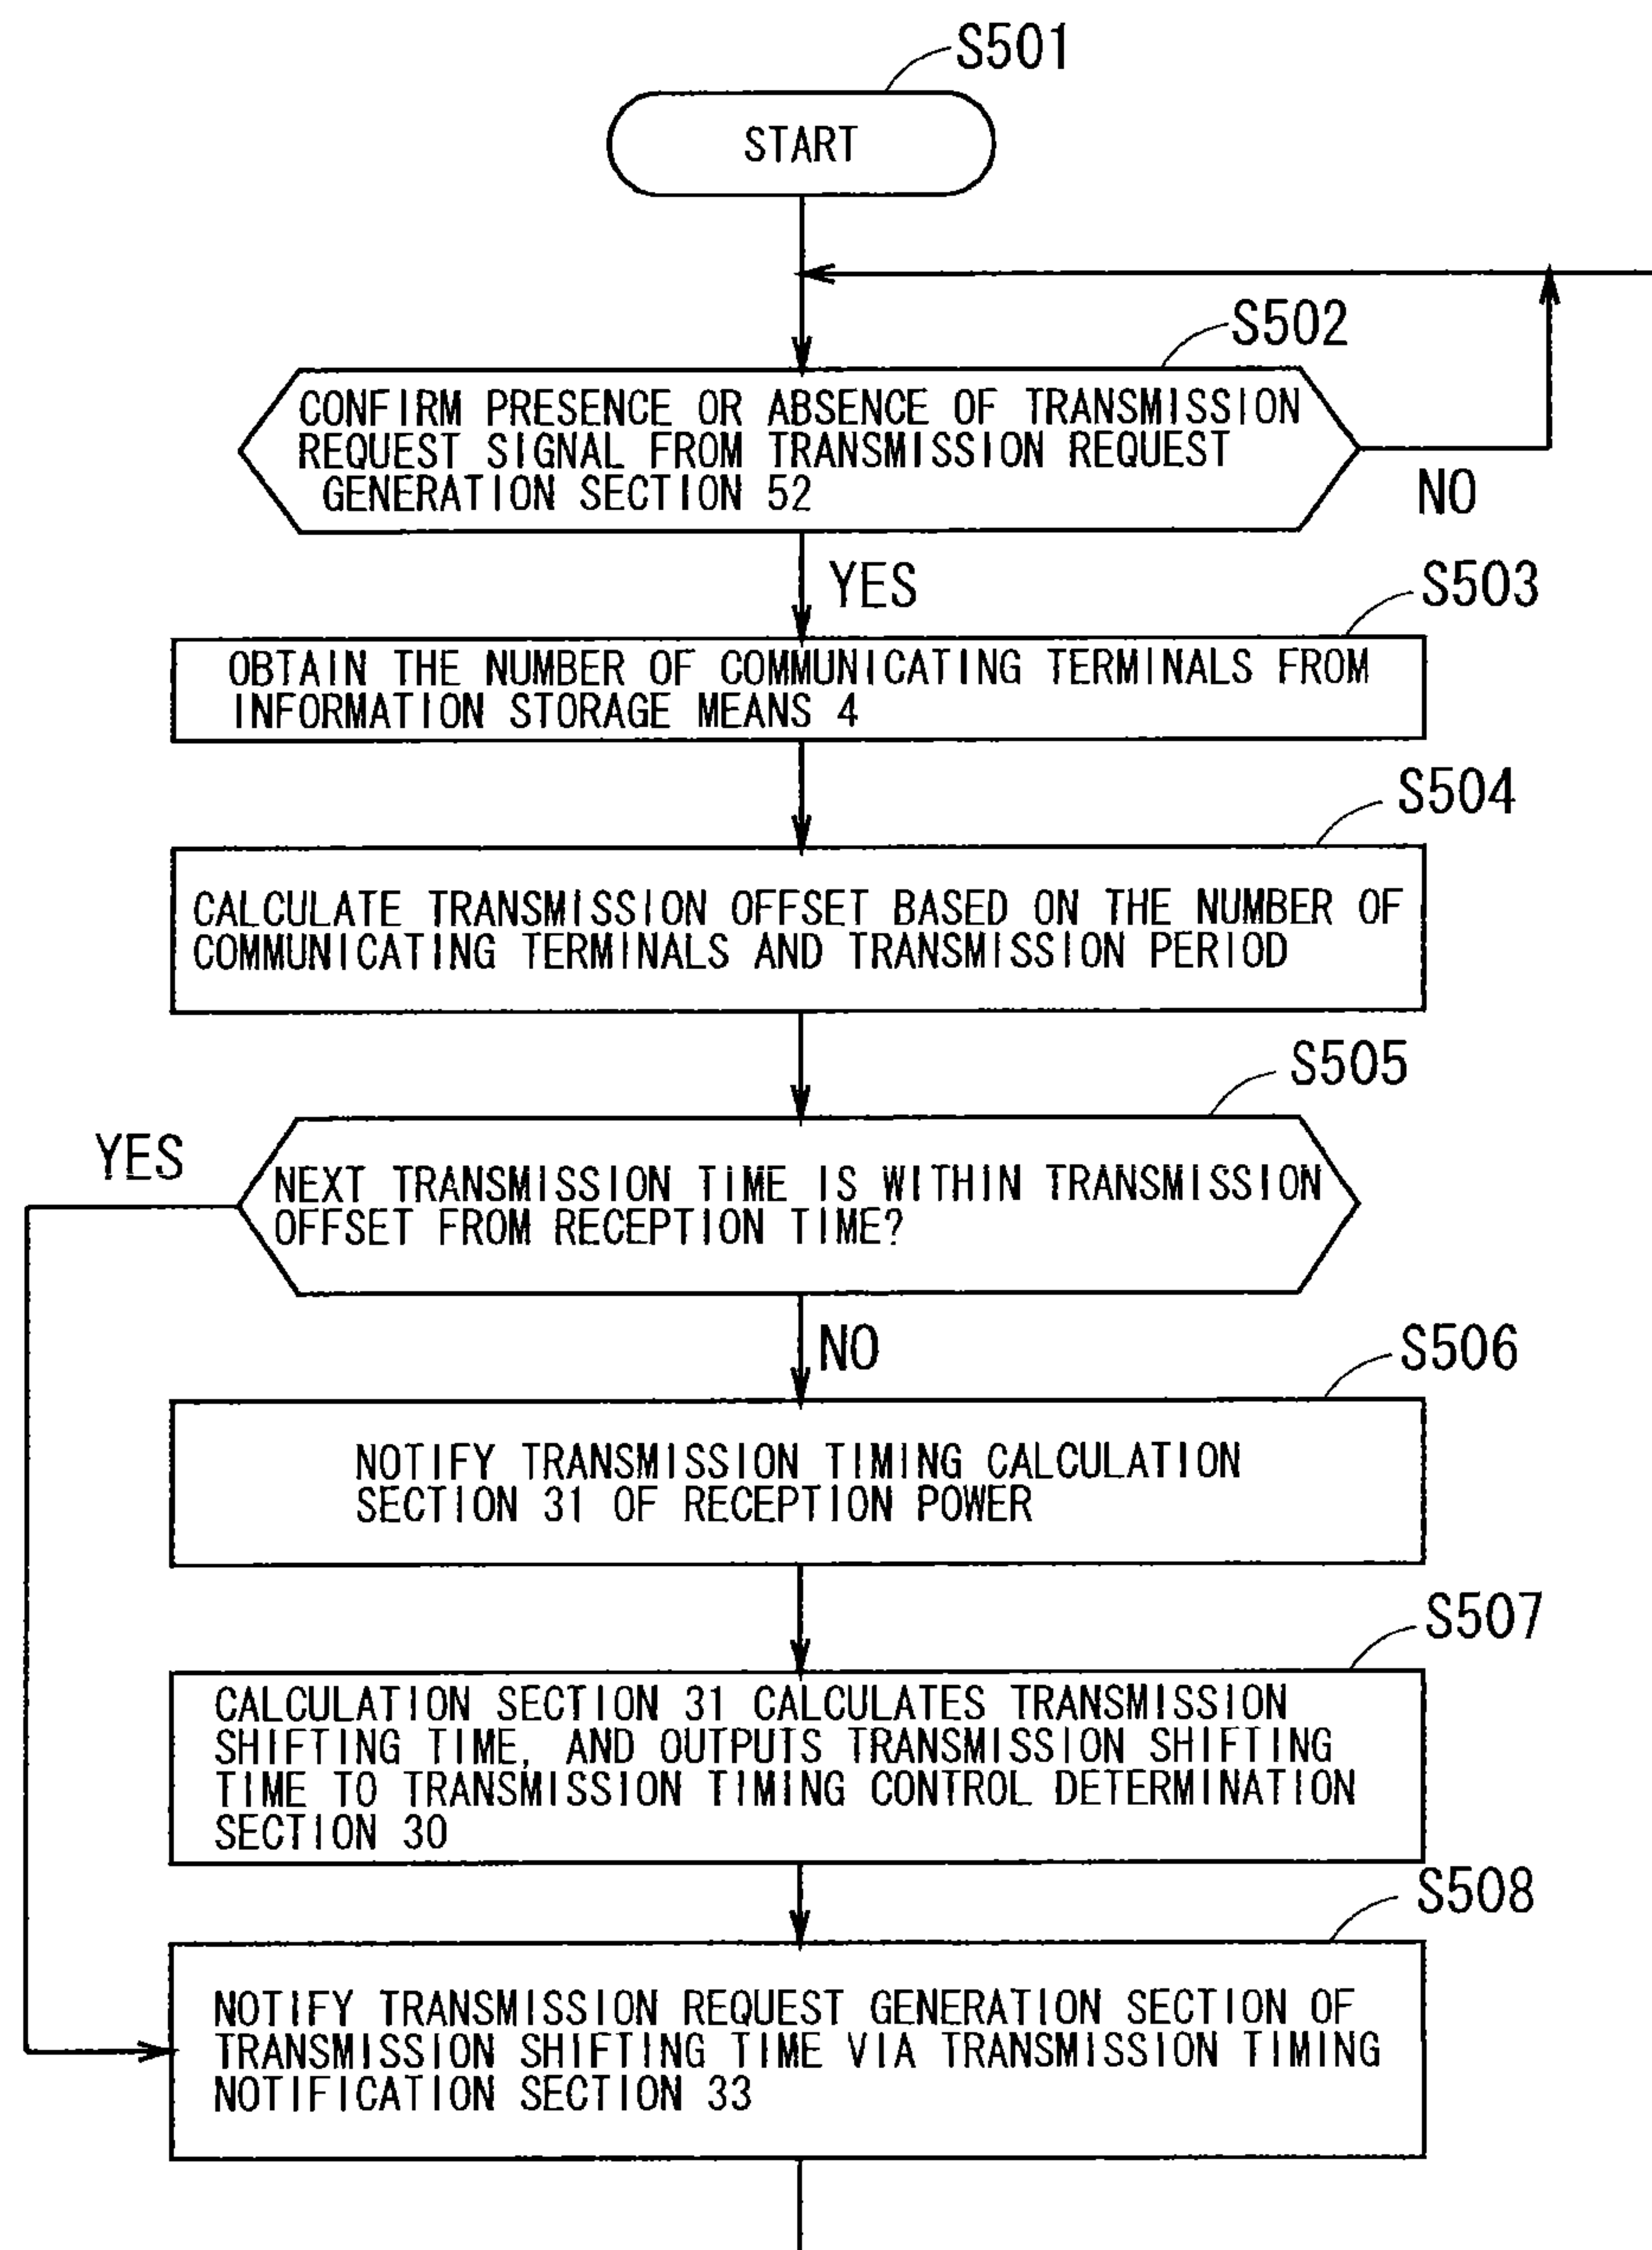 S501
START
S502
CONFIRM PRESENCE OR ABSENCE OF TRANSMISSION
REQUEST SIGNAL FROM TRANSMISSION REQUEST
GENERATION SECTION 52
NO
YES
S503
OBTAIN THE NUMBER OF COMMUNICATING TERMINALS FROM
INFORMATION STORAGE MEANS 4
S504
CALCULATE TRANSMISSION OFFSET BASED ON THE NUMBER OF
COMMUNICATING TERMINALS AND TRANSMISSION PERIOD
S505
YES
NEXT TRANSMISSION TIME IS WITHIN TRANSMISSION
OFFSET FROM RECEPTION TIME?
NO
S506
NOTIFY TRANSMISSION TIMING CALCULATION
SECTION 31 OF RECEPTION POWER
S507
CALCULATION SECTION 31 CALCULATES TRANSMISSION
SHIFTING TIME, AND OUTPUTS TRANSMISSION SHIFTING
TIME TO TRANSMISSION TIMING CONTROL DETERMINATION
SECTION 30
S508
NOTIFY TRANSMISSION REQUEST GENERATION SECTION OF
TRANSMISSION SHIFTING TIME VIA TRANSMISSION TIMING
NOTIFICATION SECTION 33